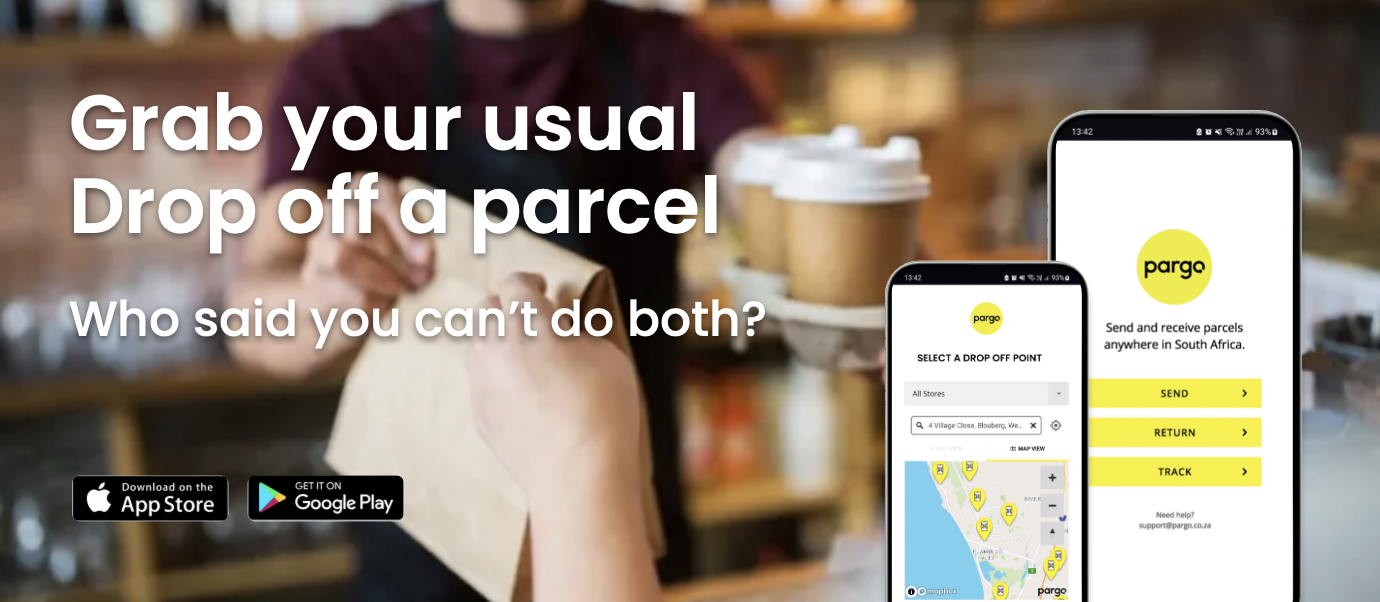 Grab your usual
Drop off a parcel
Who said you can't do both?
Download on the
App Store
GET IT ON
Google Play
13:42
93%
pargo
SELECT A DROP OFF POINT
All Stores
4 Village Close, Blouberg, We...
MAP VIEW
RIVER
mapbox
pargo
13:42
93%
pargo
Send and receive parcels
anywhere in South Africa.
SEND
RETURN
TRACK
Need help?
support@pargo.co.za